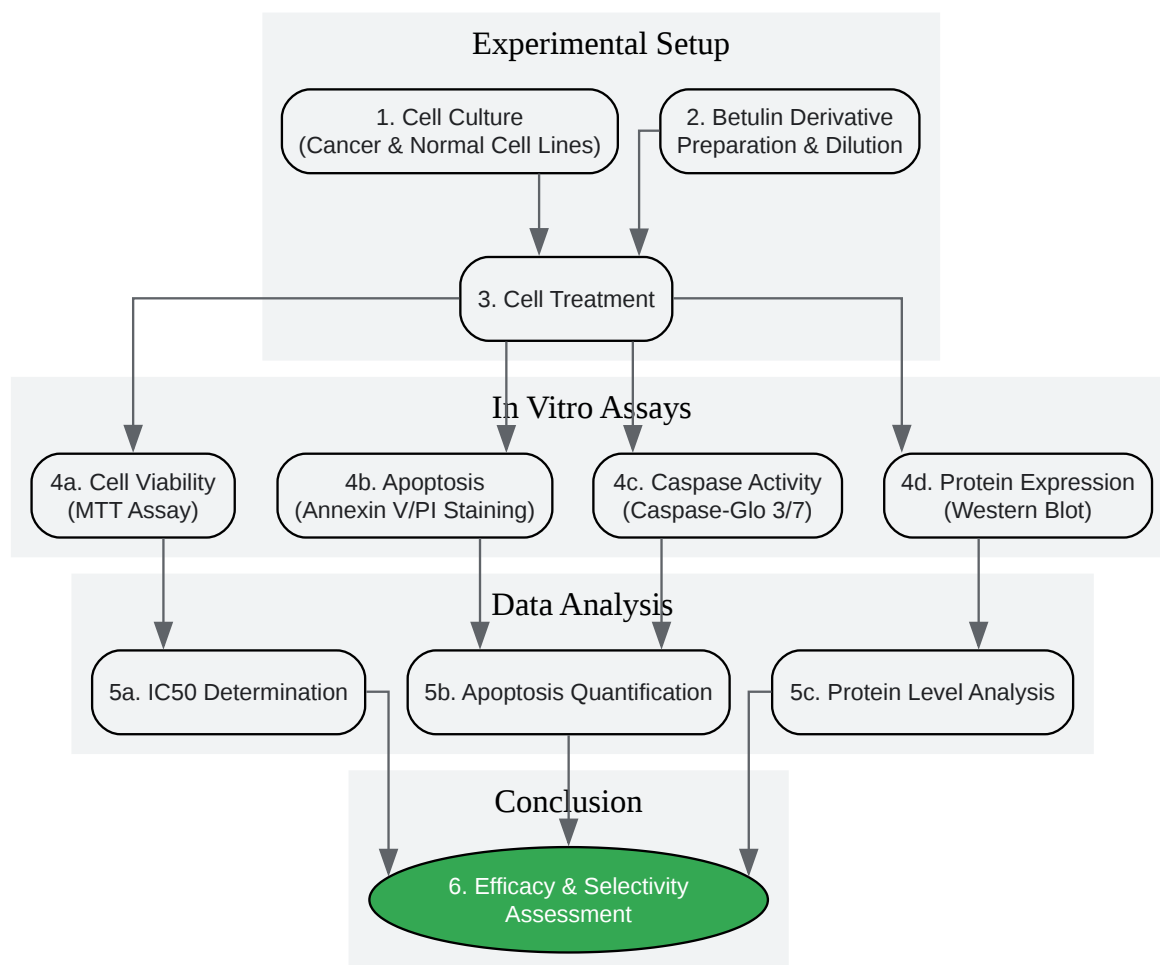 Experimental Setup
1. Cell Culture
(Cancer & Normal Cell Lines)
2. Betulin Derivative
Preparation & Dilution
3. Cell Treatment
In Vitro Assays
4a. Cell Viability
(MTT Assay)
4b. Apoptosis
(Annexin V/PI Staining)
4c. Caspase Activity
(Caspase-Glo 3/7)
4d. Protein Expression
(Western Blot)
Data Analysis
5a. IC50 Determination
5b. Apoptosis Quantification
5c. Protein Level Analysis
Conclusion
6. Efficacy & Selectivity
Assessment